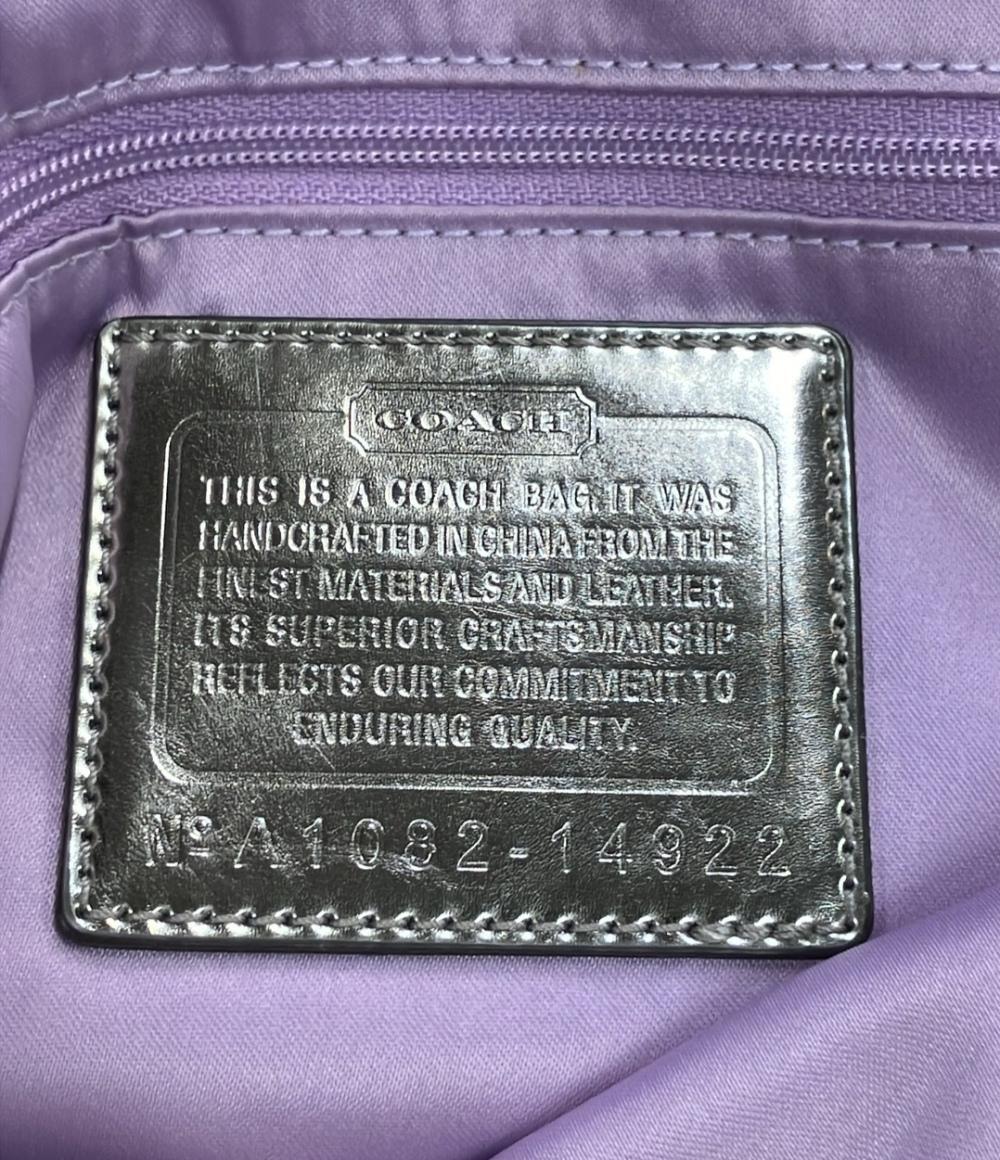 COACH
THIS IS A COACH BAG. IT WAS
HANDCRAFTED IN CHINA FROM THE
FINEST MATERIALS AND LEATHER.
ITS SUPERIOR CRAFTSMANSHIP
REFLECTS OUR COMMITMENT TO
ENDURING QUALITY.
Nº A1082-14922